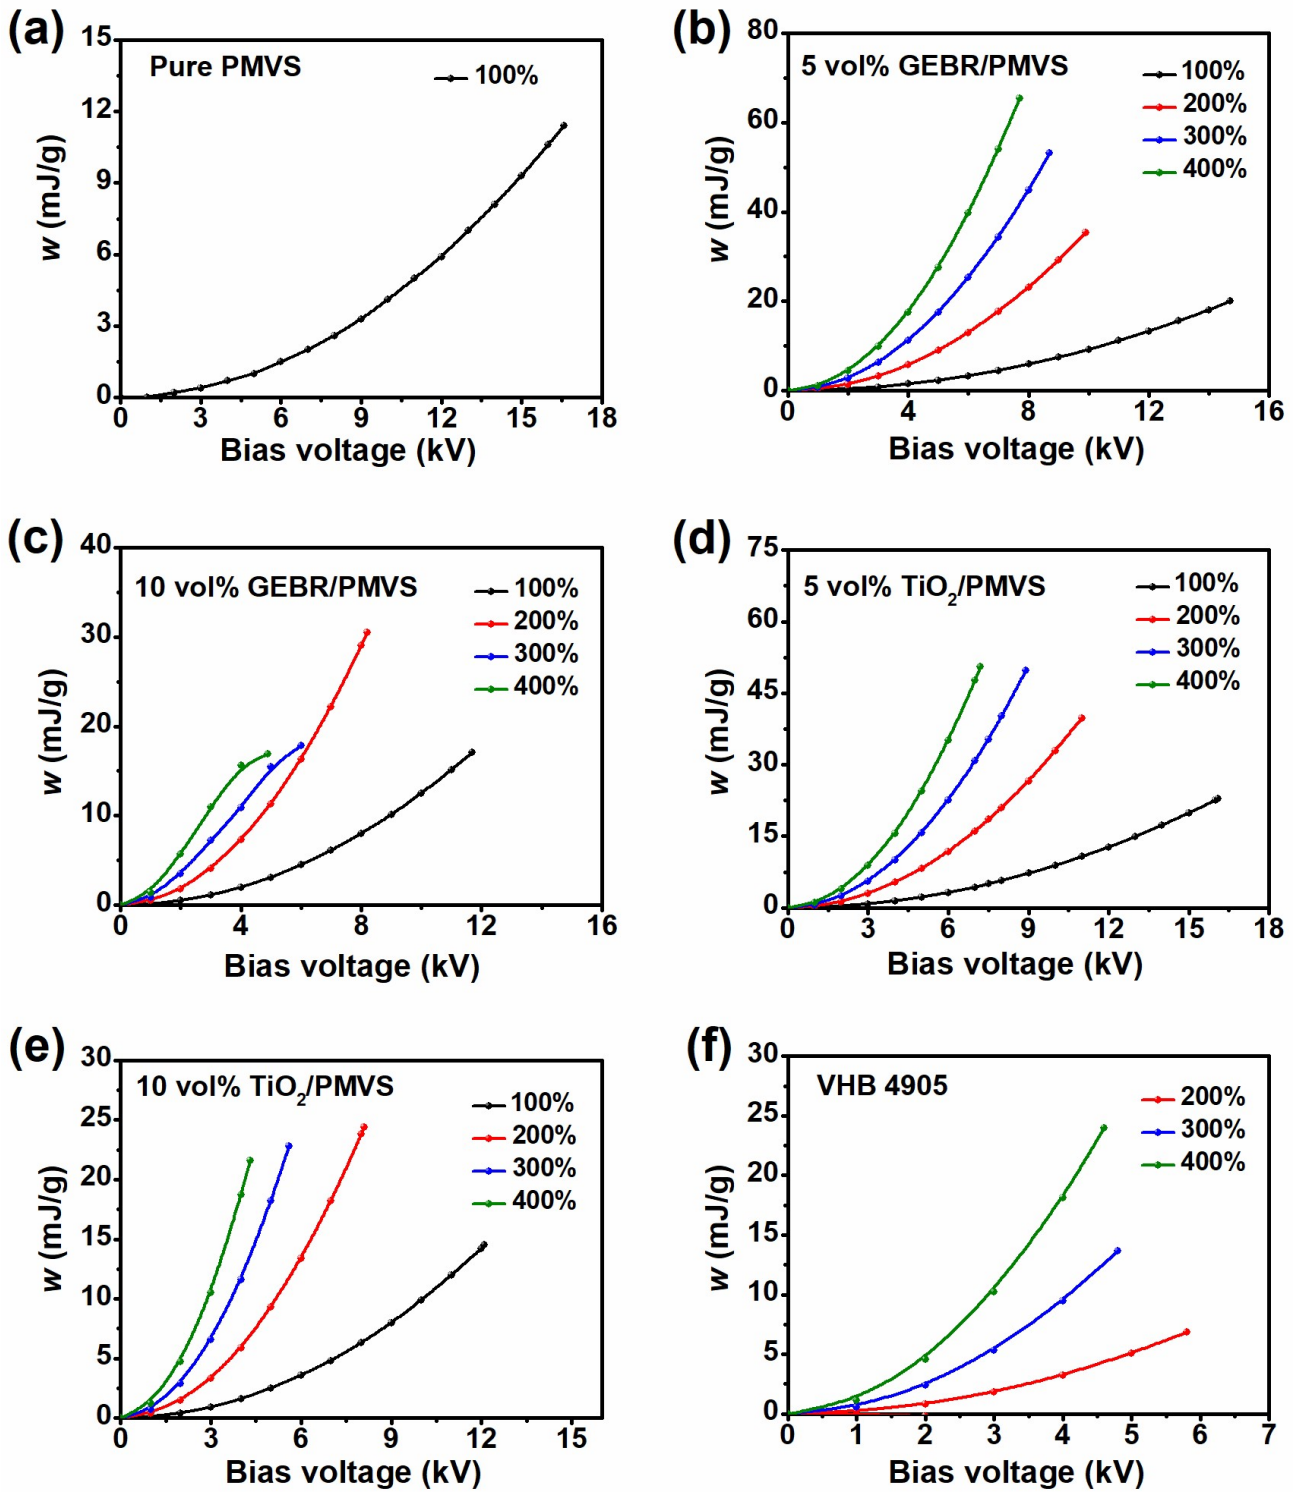 (a)
15
12
9
6
3
0
w (mJ/g)
Pure PMVS
100%
0 3 6 9 12 15 18
Bias voltage (kV)
(b)
80
60
40
20
0
w (mJ/g)
5 vol% GEBR/PMVS
100%
200%
300%
400%
0 4 8 12 16
Bias voltage (kV)
(c)
40
30
20
10
0
w (mJ/g)
10 vol% GEBR/PMVS
100%
200%
300%
400%
0 4 8 12 16
Bias voltage (kV)
(d)
75
60
45
30
15
0
w (mJ/g)
5 vol% TiO2/PMVS
100%
200%
300%
400%
0 3 6 9 12 15 18
Bias voltage (kV)
(e)
30
25
20
15
10
5
0
w (mJ/g)
10 vol% TiO2/PMVS
100%
200%
300%
400%
0 3 6 9 12 15
Bias voltage (kV)
(f)
30
25
20
15
10
5
0
w (mJ/g)
VHB 4905
200%
300%
400%
0 1 2 3 4 5 6 7
Bias voltage (kV)